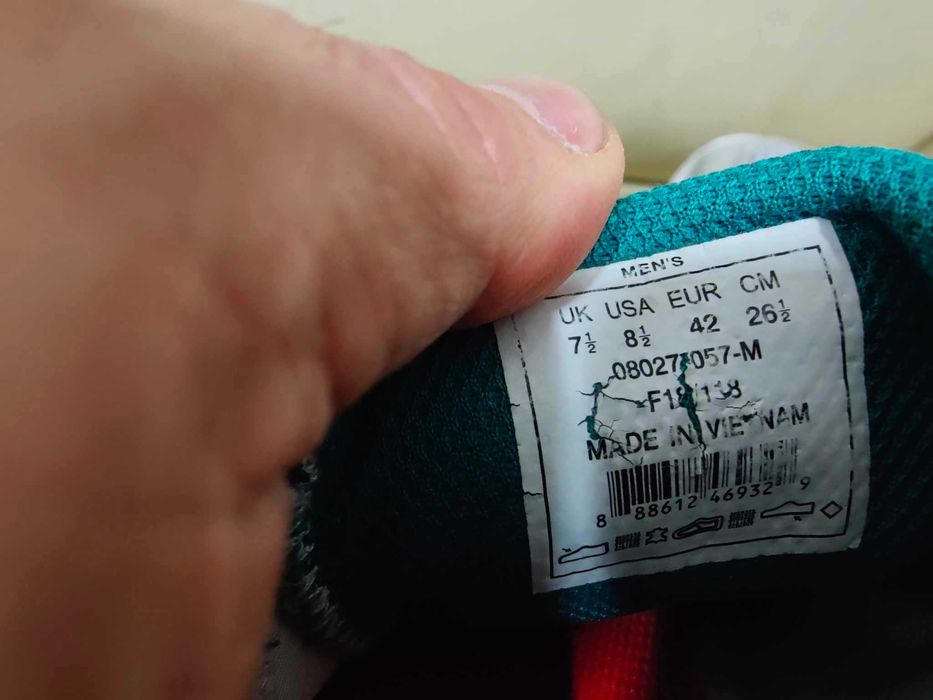 MEN'S
UK USA EUR CM
7½ 8½ 42 26½
MADE IN VIETNAM
8 88612 46932 9